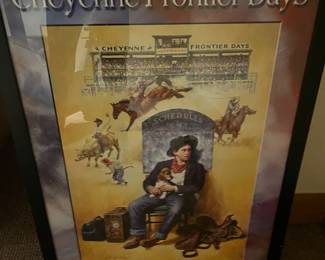 Cheyenne Frontier Days
CHEYENNE FRONTIER DAYS
SCHEDULE